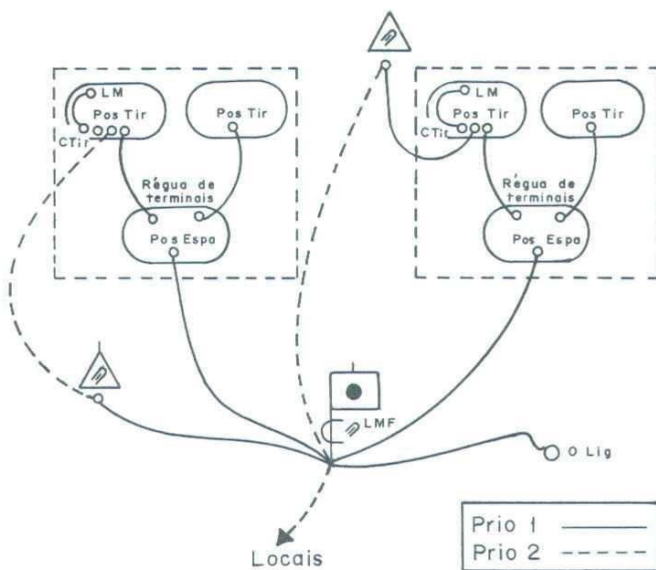 LM
Pos Tir
Pos Tir
CTir
Régua de
terminais
Pos Espa
LM
Pos Tir
Pos Tir
CTir
Régua de
terminais
Pos Espa
LMF
O Lig
Locais
Prio 1
Prio 2